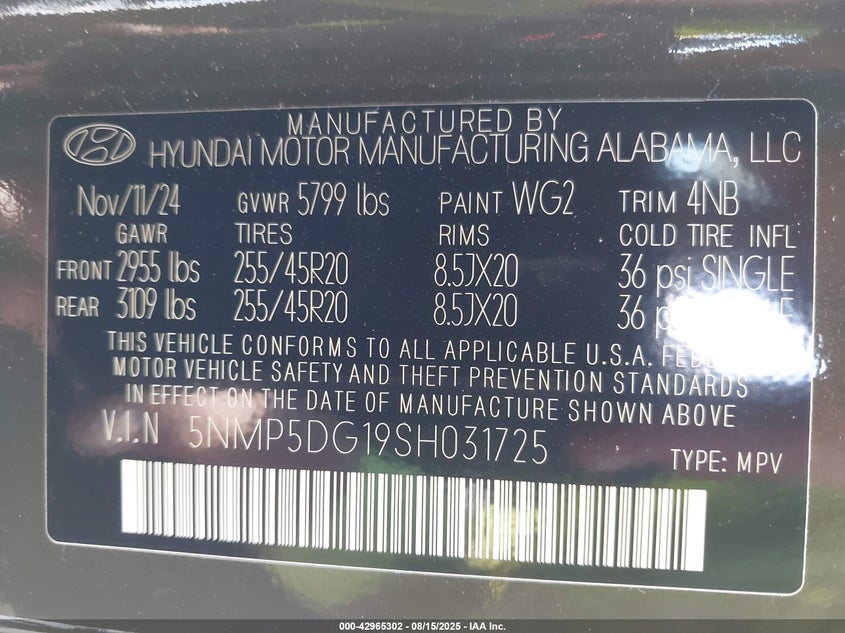 MANUFACTURED BY
HYUNDAI MOTOR MANUFACTURING ALABAMA, LLC
Nov/11/24 GVWR 5799 lbs PAINT WG2 TRIM 4NB
GAWR TIRES RIMS COLD TIRE INFL
FRONT 2955 lbs 255/45R20 8.5JX20 36 psi SINGLE
REAR 3109 lbs 255/45R20 8.5JX20 36
THIS VEHICLE CONFORMS TO ALL APPLICABLE U.S.A.
MOTOR VEHICLE SAFETY AND THEFT PREVENTION STANDARDS
IN EFFECT ON THE DATE OF MANUFACTURE SHOWN ABOVE
V.I.N 5NMP5DG19SH031725
TYPE: MPV
000-42965302 - 08/15/2025 - IAA Inc.